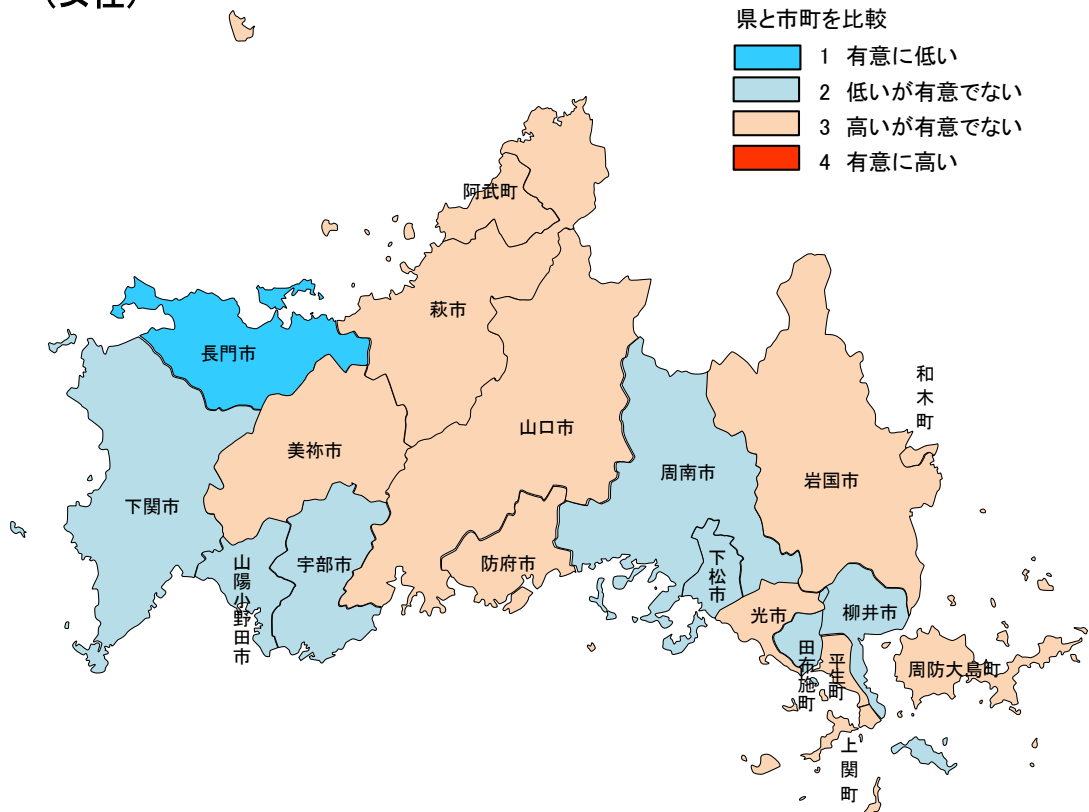 (女性)
県と市町を比較
1 有意に低い
2 低いが有意でない
3 高いが有意でない
4 有意に高い
阿武町
萩市
長門市
和木町
山口市
美祢市
周南市
岩国市
下関市
山陽小野田市
宇部市
防府市
下松市
光市
柳井市
田布施町
平生町
周防大島町
上関町